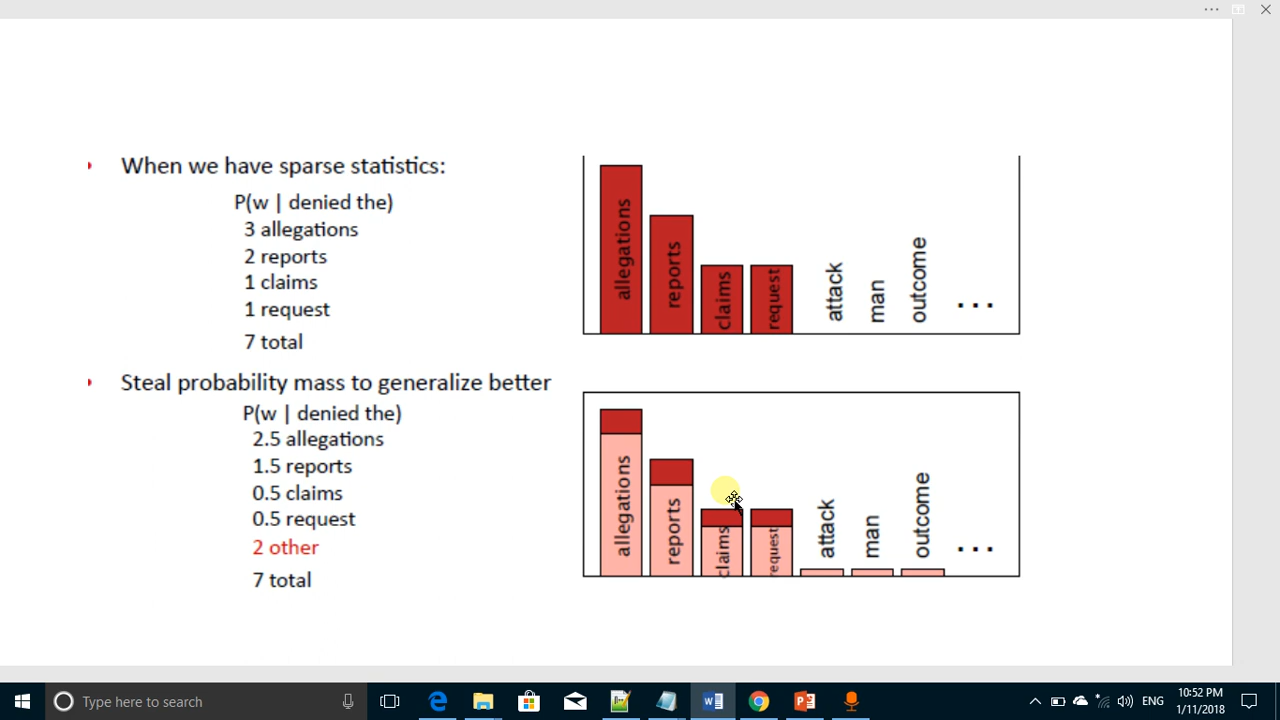 When we have sparse statistics:
P(w | denied the)
3 allegations
2 reports
1 claims
1 request
7 total
allegations
reports
claims
request
attack
man
outcome
...
Steal probability mass to generalize better
P(w | denied the)
2.5 allegations
1.5 reports
0.5 claims
0.5 request
2 other
7 total
allegations
reports
claims
request
attack
man
outcome
...
Type here to search
ENG
10:52 PM
1/11/2018